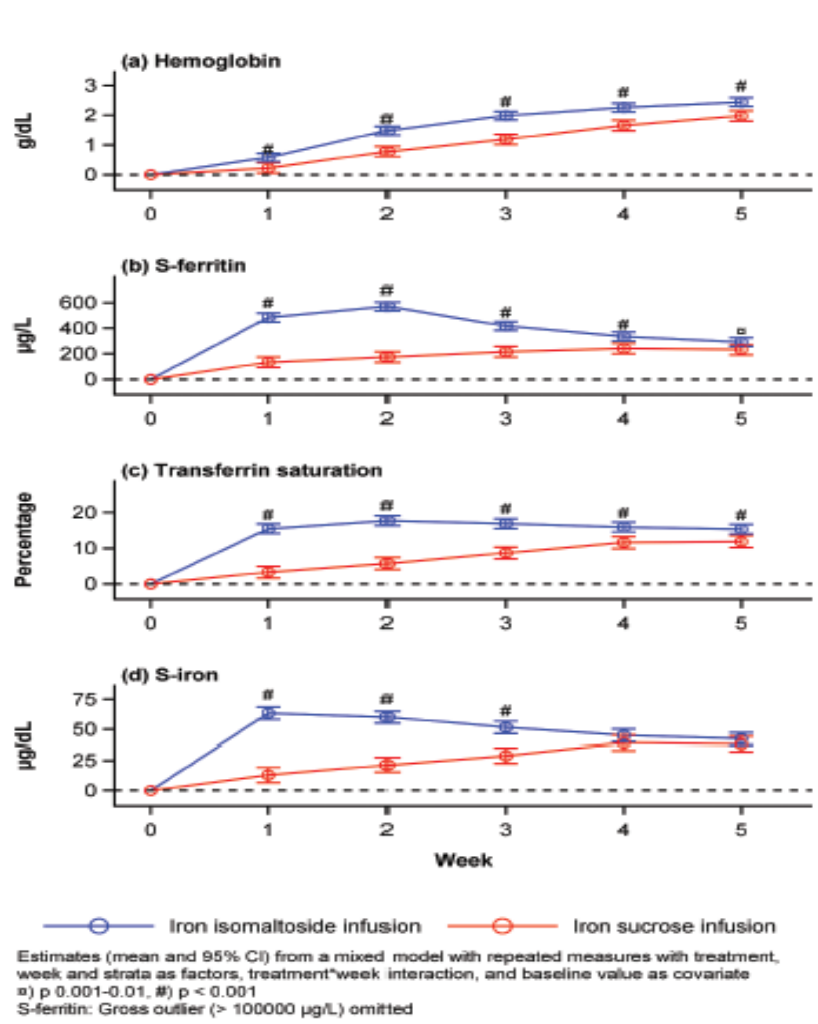 (a) Hemoglobin
g/dL
3
2
1
0
# # # # #
0 1 2 3 4 5
(b) S-ferritin
µg/L
600
400
200
0
# # # # ¤
0 1 2 3 4 5
(c) Transferrin saturation
Percentage
20
10
0
# # # # #
0 1 2 3 4 5
(d) S-iron
µg/dL
75
50
25
0
# # #
0 1 2 3 4 5
Week
Iron isomaltoside infusion Iron sucrose infusion
Estimates (mean and 95% CI) from a mixed model with repeated measures with treatment,
week and strata as factors, treatment*week interaction, and baseline value as covariate
¤) p 0.001-0.01, #) p < 0.001
S-ferritin: Gross outlier (> 100000 µg/L) omitted